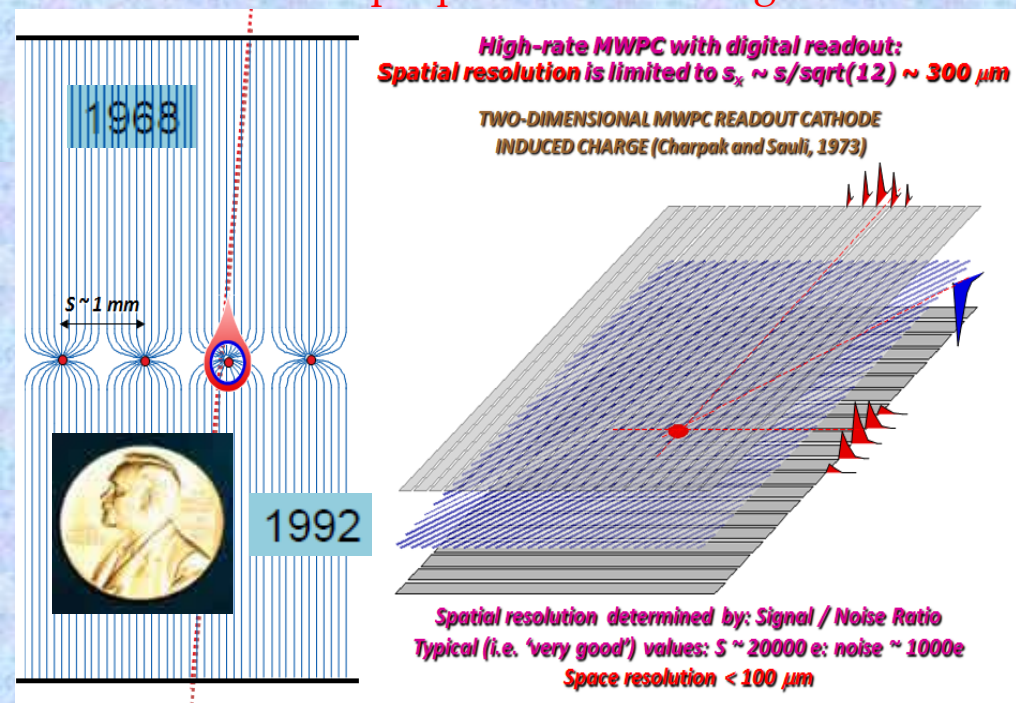 1968
S ~ 1 mm
1992
High-rate MWPC with digital readout:
Spatial resolution is limited to sₓ ~ s/sqrt(12) ~ 300 μm
TWO-DIMENSIONAL MWPC READOUT CATHODE
INDUCED CHARGE (Charpak and Sauli, 1973)
Spatial resolution determined by: Signal / Noise Ratio
Typical (i.e. ‘very good’) values: S ~ 20000 e: noise ~ 1000e
Space resolution < 100 μm